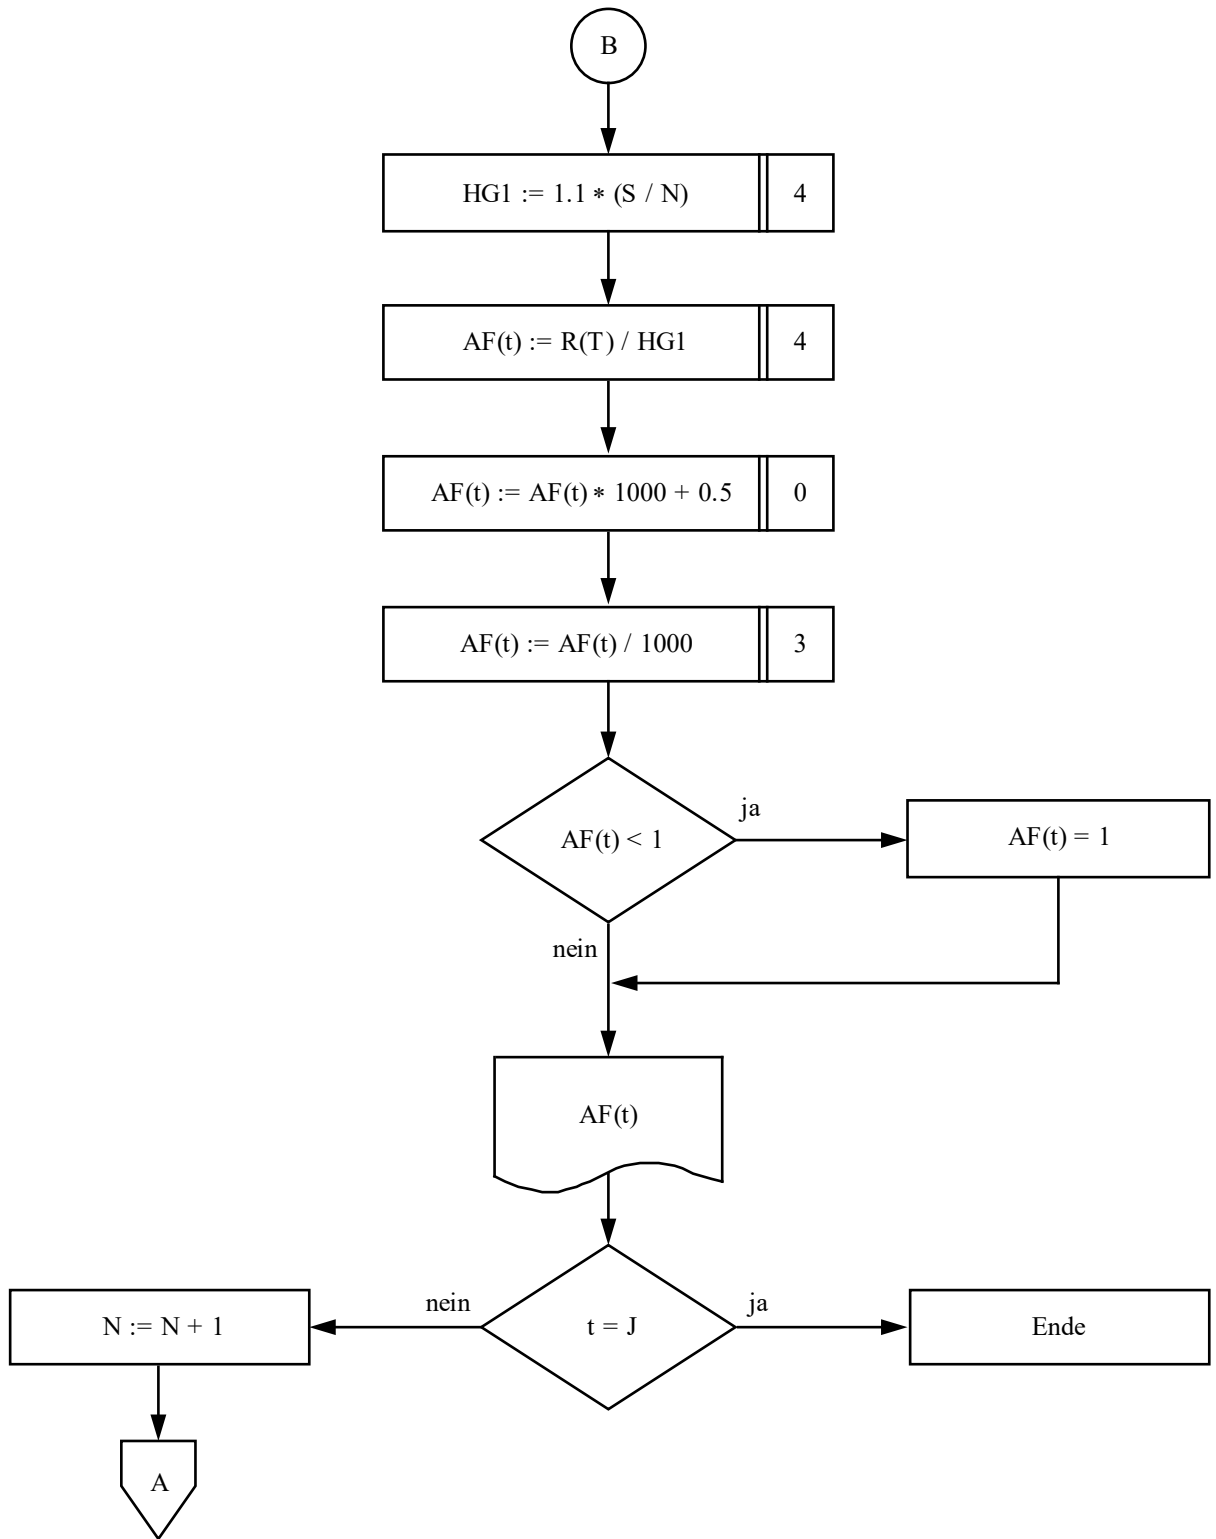 B
HG1 := 1.1 * (S / N) 4
AF(t) := R(T) / HG1 4
AF(t) := AF(t) * 1000 + 0.5 0
AF(t) := AF(t) / 1000 3
AF(t) < 1
ja
AF(t) = 1
nein
AF(t)
t = J
nein
ja
N := N + 1
Ende
A